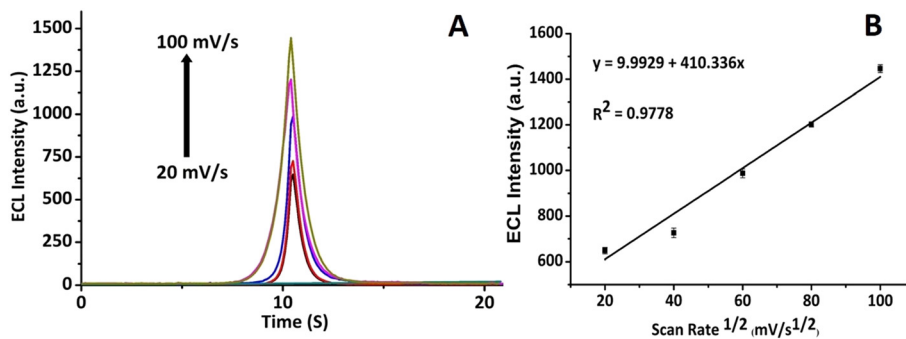 A
100 mV/s
20 mV/s
ECL Intensity (a.u.)
1500
1250
1000
750
500
250
0
0
10
20
Time (S)
B
y = 9.9929 + 410.336x
R2 = 0.9778
ECL Intensity (a.u.)
1400
1200
1000
800
600
20
40
60
80
100
Scan Rate 1/2 (mV/s1/2)